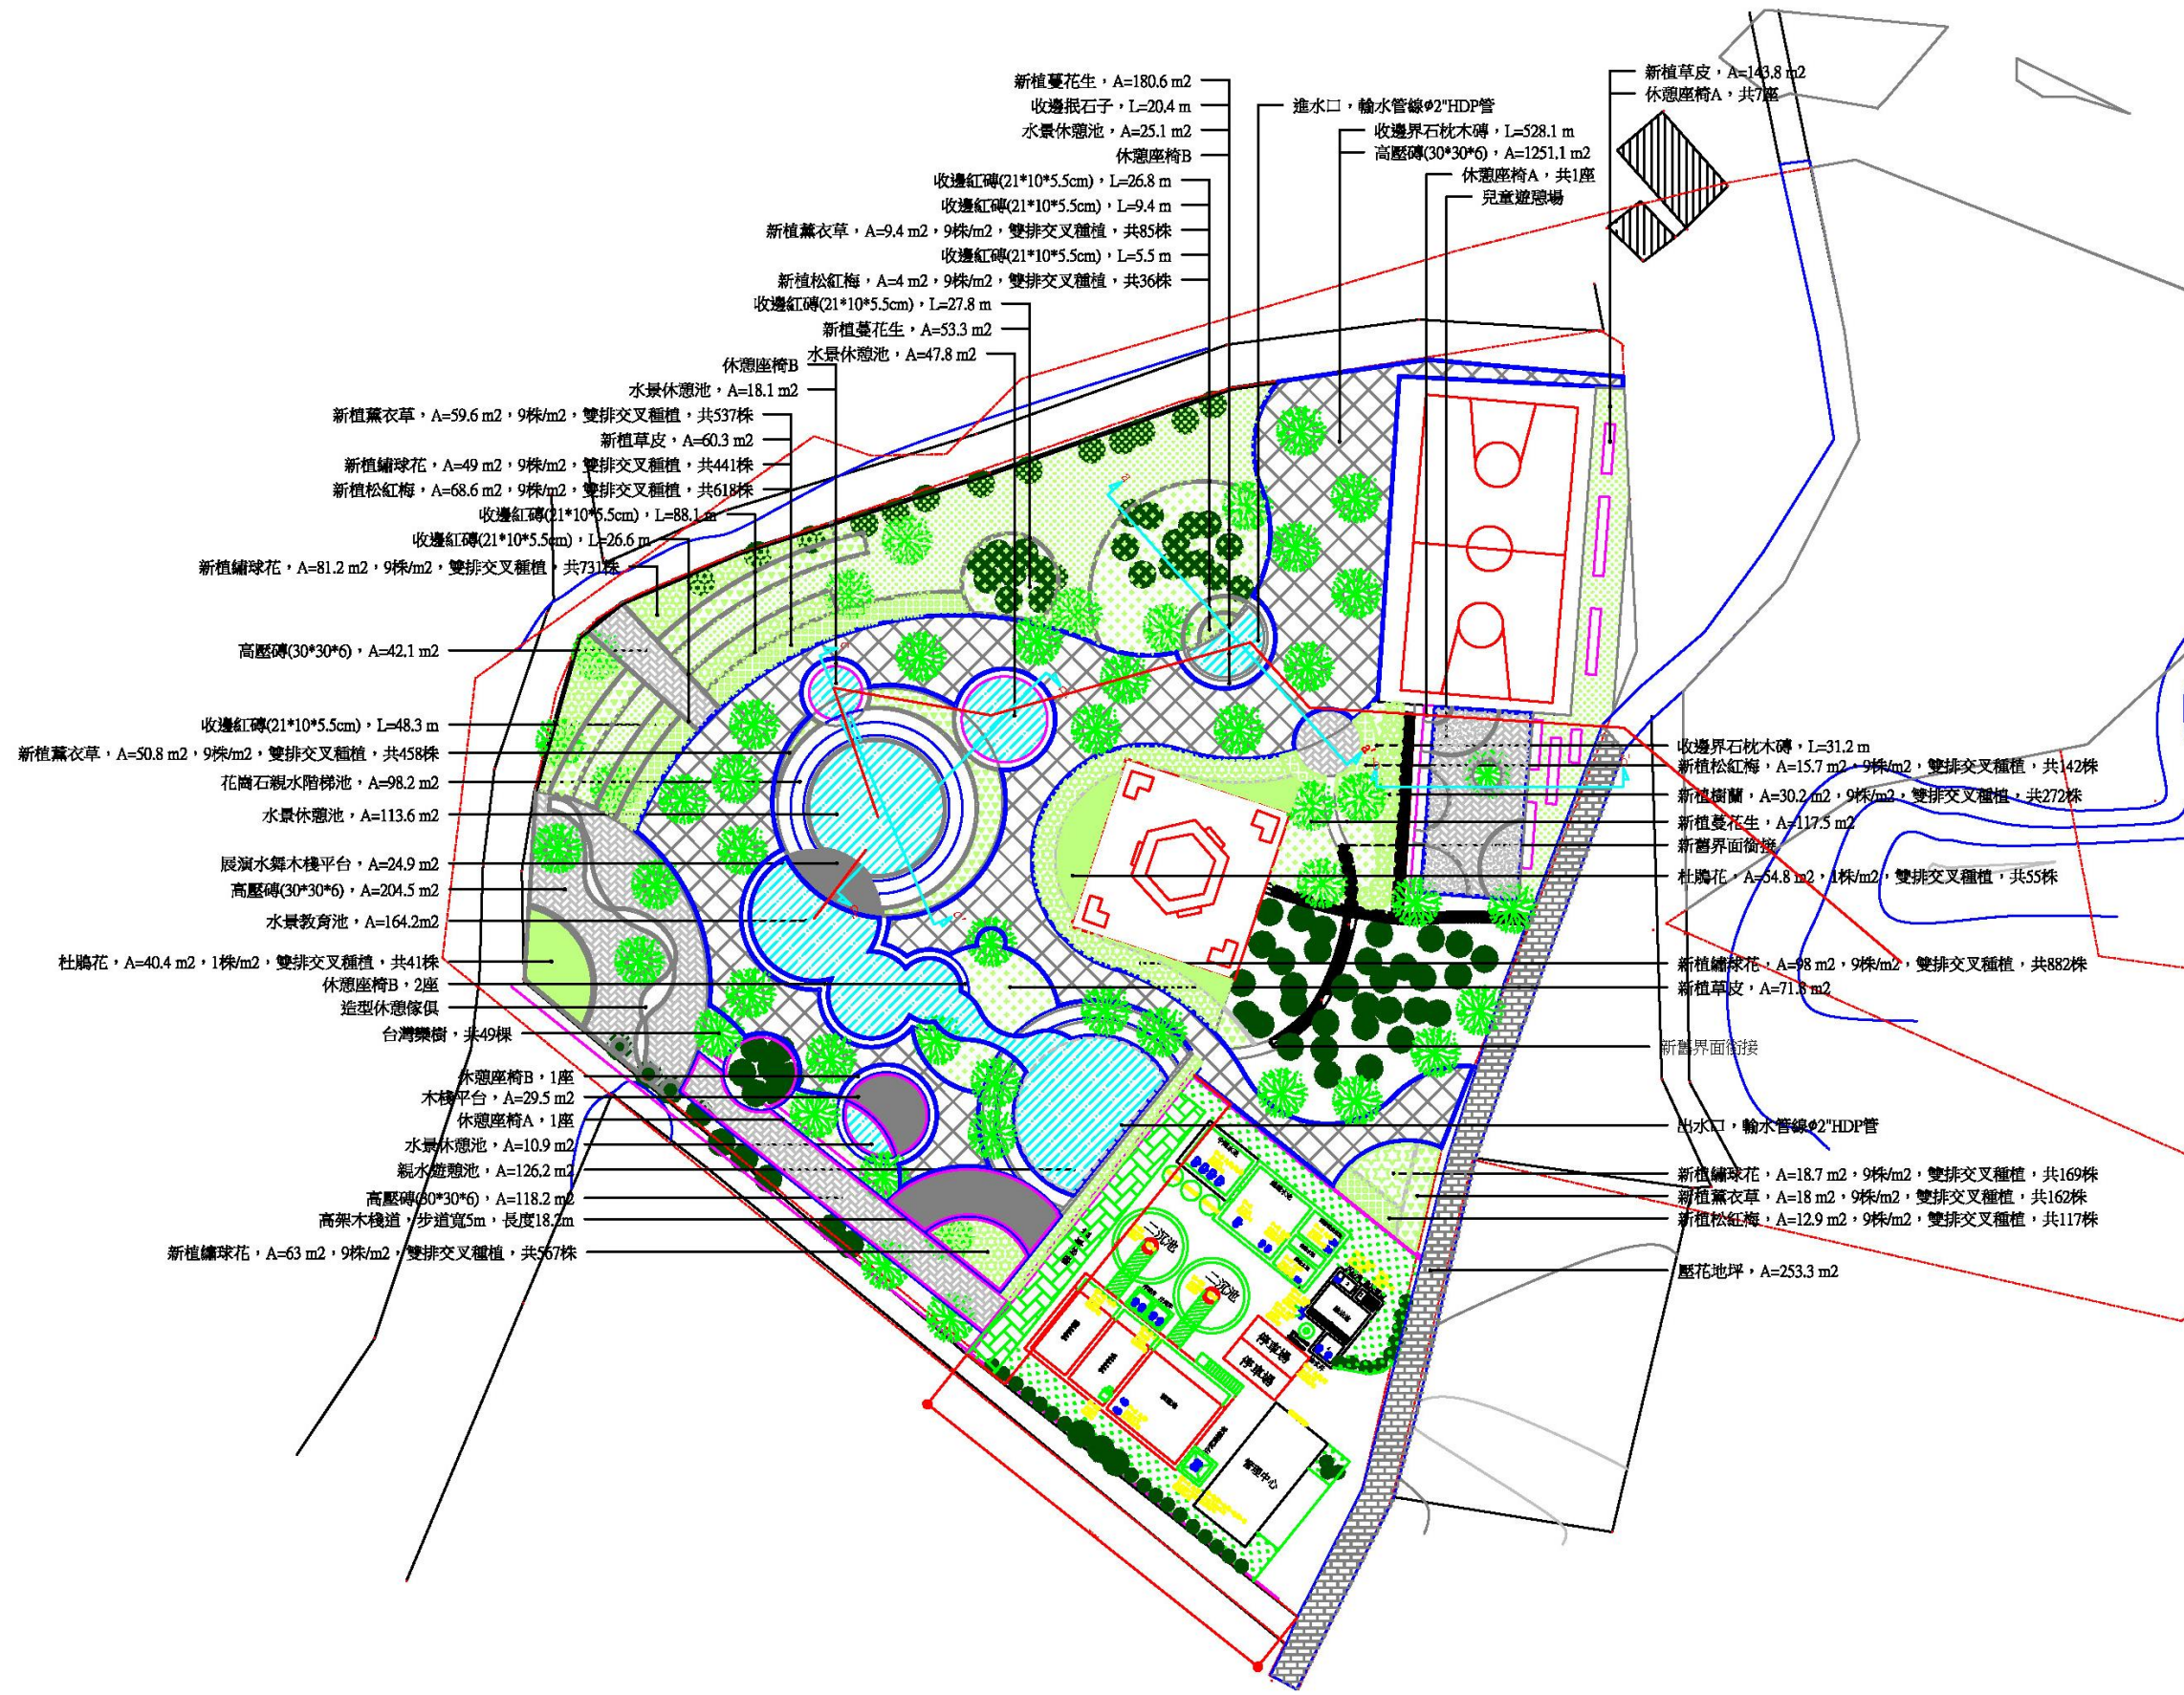 新植蔓花生，A=180.6 m2
收邊抿石子，L=20.4 m
水景休憩池，A=25.1 m2
休憩座椅B
收邊紅磚(21*10*5.5cm)，L=26.8 m
收邊紅磚(21*10*5.5cm)，L=9.4 m
新植薰衣草，A=9.4 m2，9株/m2，雙排交叉種植，共85株
收邊紅磚(21*10*5.5cm)，L=5.5 m
新植松紅梅，A=4 m2，9株/m2，雙排交叉種植，共36株
收邊紅磚(21*10*5.5cm)，L=27.8 m
新植蔓花生，A=53.3 m2
水景休憩池，A=47.8 m2
休憩座椅B
水景休憩池，A=18.1 m2
新植薰衣草，A=59.6 m2，9株/m2，雙排交叉種植，共537株
新植草皮，A=60.3 m2
新植繡球花，A=49 m2，9株/m2，雙排交叉種植，共441株
新植松紅梅，A=68.6 m2，9株/m2，雙排交叉種植，共618株
收邊紅磚(21*10*5.5cm)，L=88.1 m
收邊紅磚(21*10*5.5cm)，L=26.6 m
新植繡球花，A=81.2 m2，9株/m2，雙排交叉種植，共731株
高壓磚(30*30*6)，A=42.1 m2
收邊紅磚(21*10*5.5cm)，L=48.3 m
新植薰衣草，A=50.8 m2，9株/m2，雙排交叉種植，共458株
花崗石親水階梯池，A=98.2 m2
水景休憩池，A=113.6 m2
展演水舞木棧平台，A=24.9 m2
高壓磚(30*30*6)，A=204.5 m2
水景教育池，A=164.2m2
杜鵑花，A=40.4 m2，1株/m2，雙排交叉種植，共41株
休憩座椅B，2座
造型休憩傢俱
台灣欒樹，共49棵
休憩座椅B，1座
木棧平台，A=29.5 m2
休憩座椅A，1座
水景休憩池，A=10.9 m2
親水遊憩池，A=126.2 m2
高壓磚(30*30*6)，A=118.2 m2
高架木棧道，步道寬5m，長度18.2m
新植繡球花，A=63 m2，9株/m2，雙排交叉種植，共567株
進水口，輸水管線φ2"HDP管
收邊界石枕木磚，L=528.1 m
高壓磚(30*30*6)，A=1251.1 m2
休憩座椅A，共1座
兒童遊憩場
新植草皮，A=143.8 m2
休憩座椅A，共7座
收邊界石枕木磚，L=31.2 m
新植松紅梅，A=15.7 m2，9株/m2，雙排交叉種植，共142株
新植樹蘭，A=30.2 m2，9株/m2，雙排交叉種植，共272株
新植蔓花生，A=117.5 m2
新舊界面銜接
杜鵑花，A=54.8 m2，1株/m2，雙排交叉種植，共55株
新植繡球花，A=98 m2，9株/m2，雙排交叉種植，共882株
新植草皮，A=71.8 m2
新舊界面銜接
出水口，輸水管線φ2"HDP管
新植繡球花，A=18.7 m2，9株/m2，雙排交叉種植，共169株
新植薰衣草，A=18 m2，9株/m2，雙排交叉種植，共162株
新植松紅梅，A=12.9 m2，9株/m2，雙排交叉種植，共117株
壓花地坪，A=253.3 m2
二沉池
二沉池
停車場
停車場
管理中心